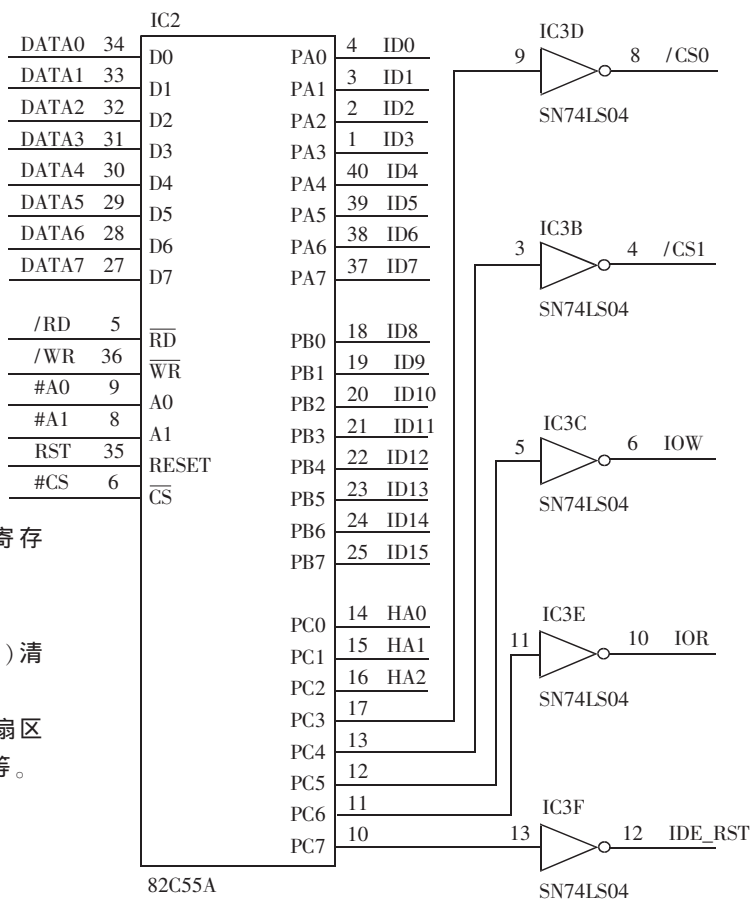 IC2
DATA0 34 D0
DATA1 33 D1
DATA2 32 D2
DATA3 31 D3
DATA4 30 D4
DATA5 29 D5
DATA6 28 D6
DATA7 27 D7
/RD 5 RD
/WR 36 WR
#A0 9 A0
#A1 8 A1
RST 35 RESET
#CS 6 CS
PA0 4 ID0
PA1 3 ID1
PA2 2 ID2
PA3 1 ID3
PA4 40 ID4
PA5 39 ID5
PA6 38 ID6
PA7 37 ID7
PB0 18 ID8
PB1 19 ID9
PB2 20 ID10
PB3 21 ID11
PB4 22 ID12
PB5 23 ID13
PB6 24 ID14
PB7 25 ID15
PC0 14 HA0
PC1 15 HA1
PC2 16 HA2
PC3 17
PC4 13
PC5 12
PC6 11
PC7 10
82C55A
IC3D
9 8 /CS0
SN74LS04
IC3B
3 4 /CS1
SN74LS04
IC3C
5 6 IOW
SN74LS04
IC3E
11 10 IOR
SN74LS04
IC3F
13 12 IDE_RST
SN74LS04
寄存
)清
扇区
等。